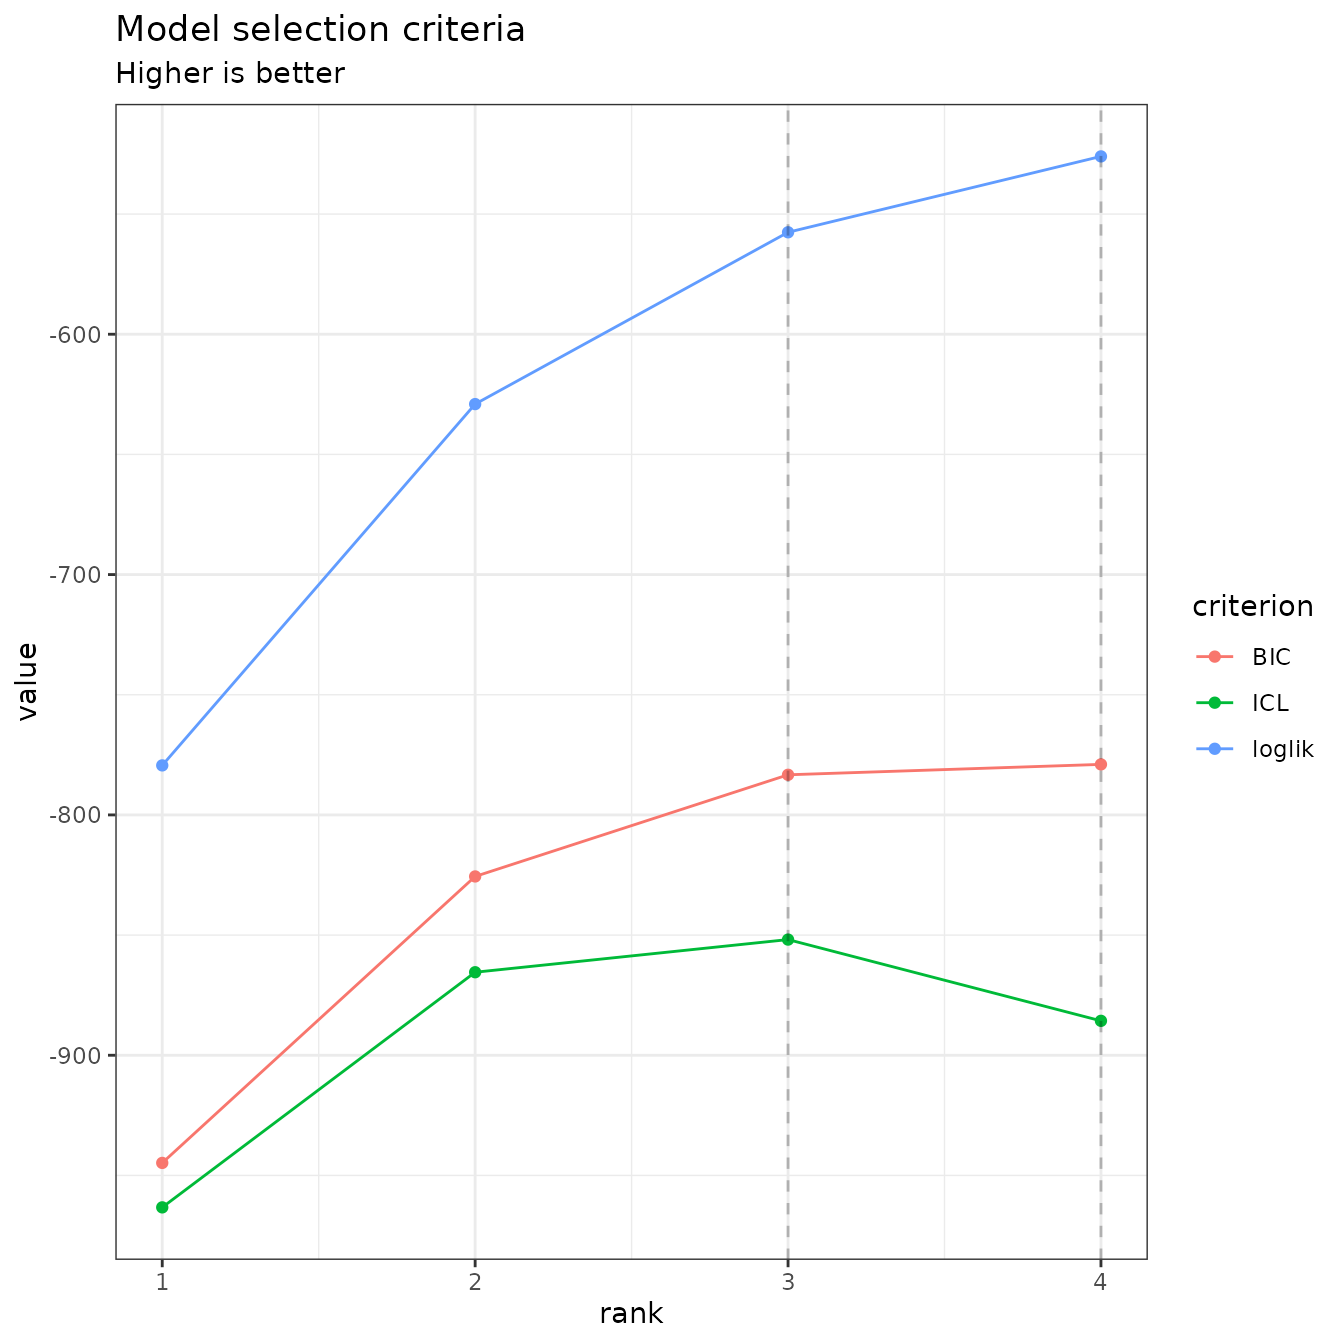 Model selection criteria
Higher is better
value
-600
-700
-800
-900
1 2 3 4
rank
criterion
BIC
ICL
loglik